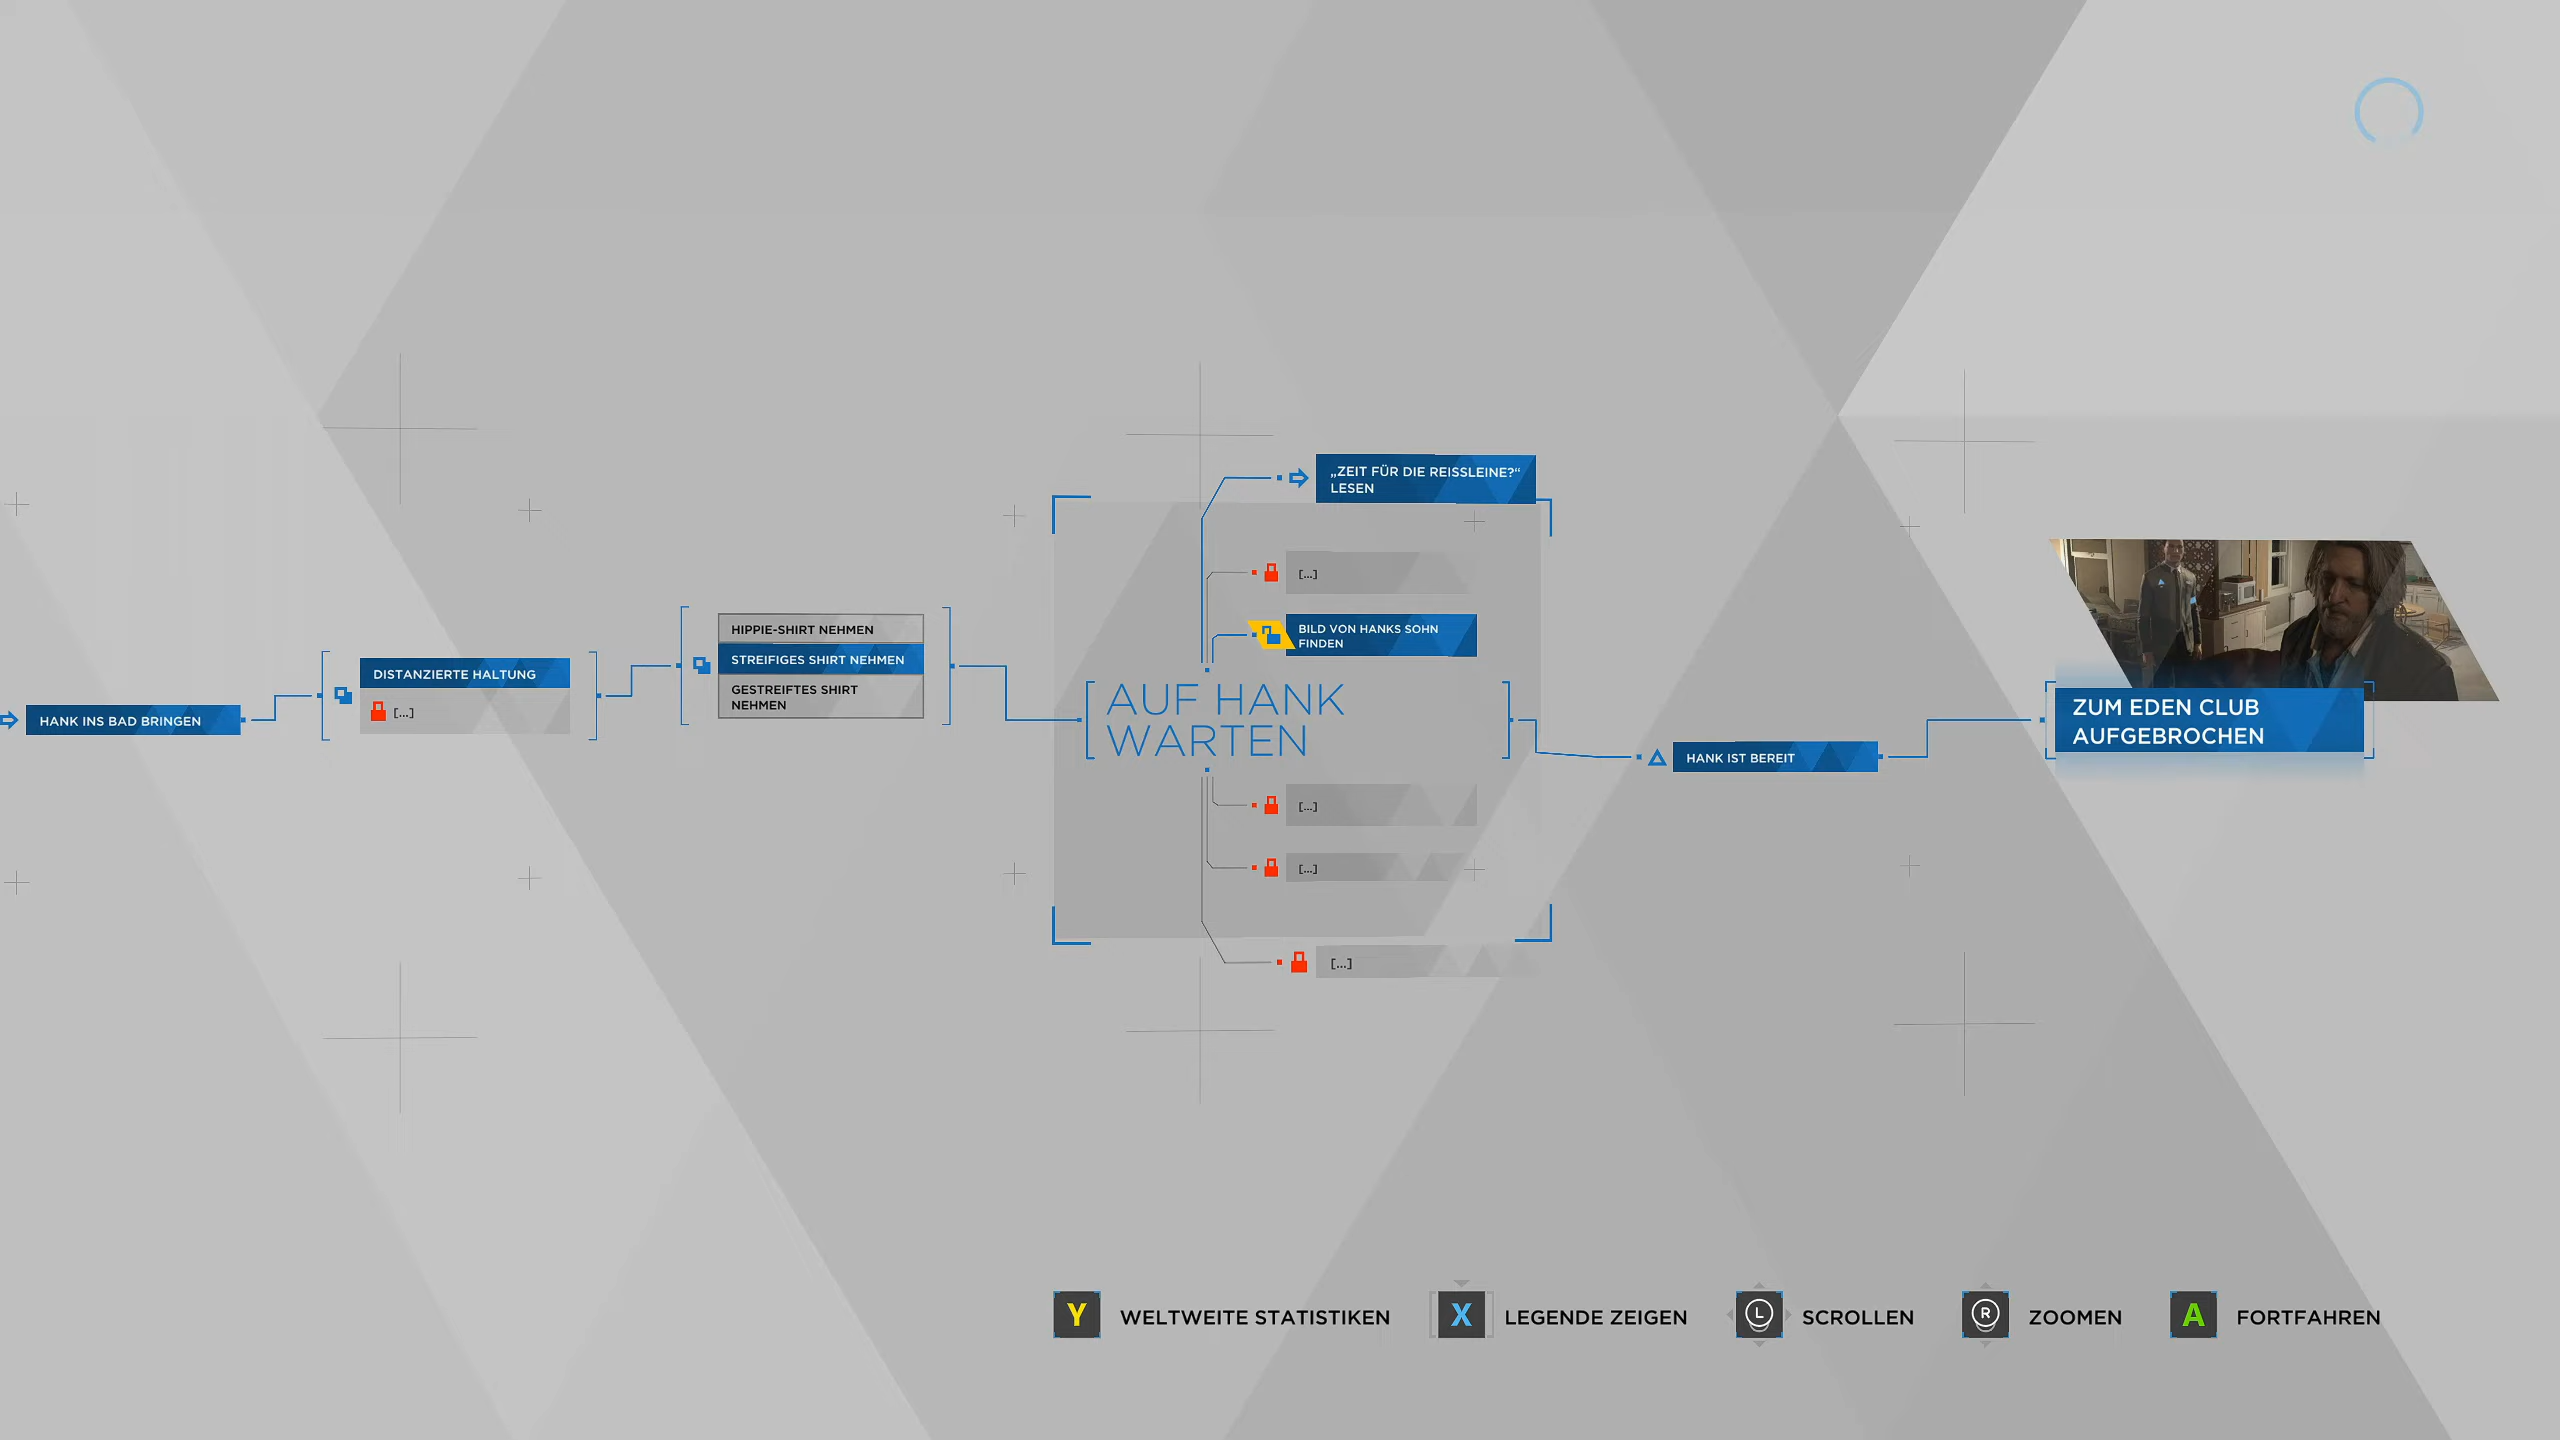 HANK INS BAD BRINGEN
DISTANZIERTE HALTUNG
[...]
HIPPIE-SHIRT NEHMEN
STREIFIGES SHIRT NEHMEN
GESTREIFTES SHIRT
NEHMEN
„ZEIT FÜR DIE REISSLEINE?“
LESEN
[...]
BILD VON HANKS SOHN
FINDEN
AUF HANK
WARTEN
[...]
[...]
[...]
HANK IST BEREIT
ZUM EDEN CLUB
AUFGEBROCHEN
Y WELTWEITE STATISTIKEN X LEGENDE ZEIGEN L SCROLLEN R ZOOMEN A FORTFAHREN